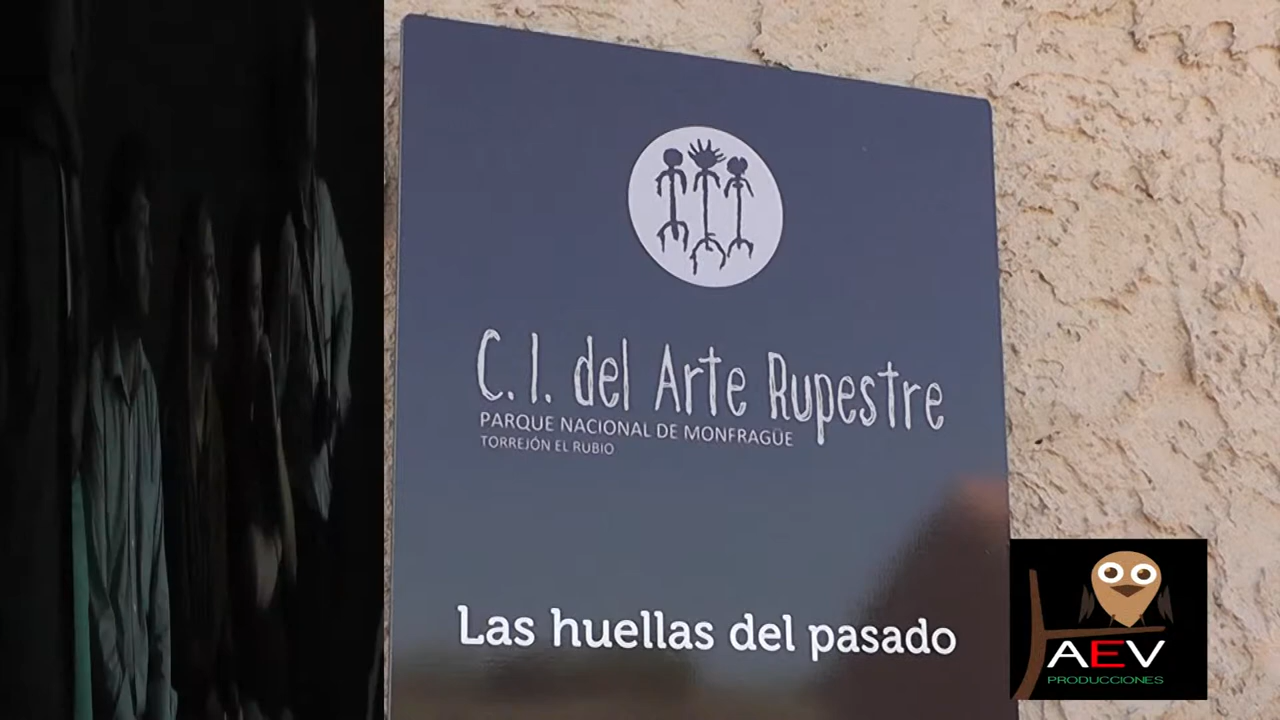 C. I. del Arte Rupestre
PARQUE NACIONAL DE MONFRAGÜE
TORREJÓN EL RUBIO
Las huellas del pasado
AEV
PRODUCCIONES